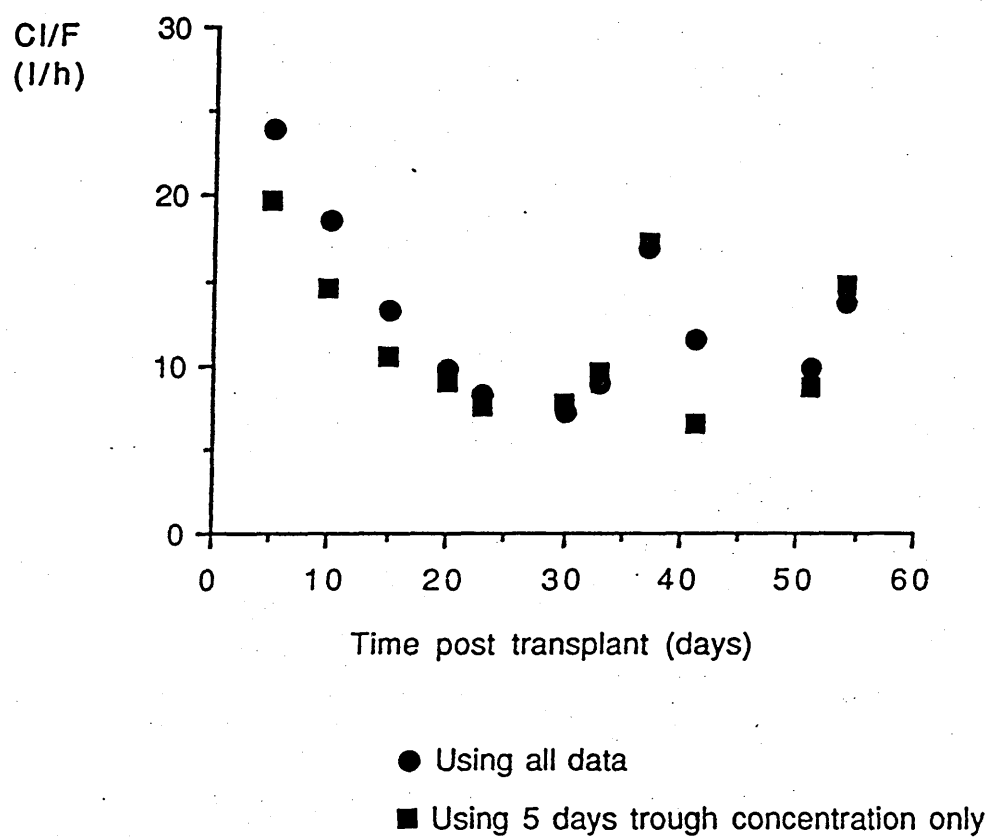 Cl/F
(l/h)
30
20
10
0
0 10 20 30 40 50 60
Time post transplant (days)
Using all data
Using 5 days trough concentration only